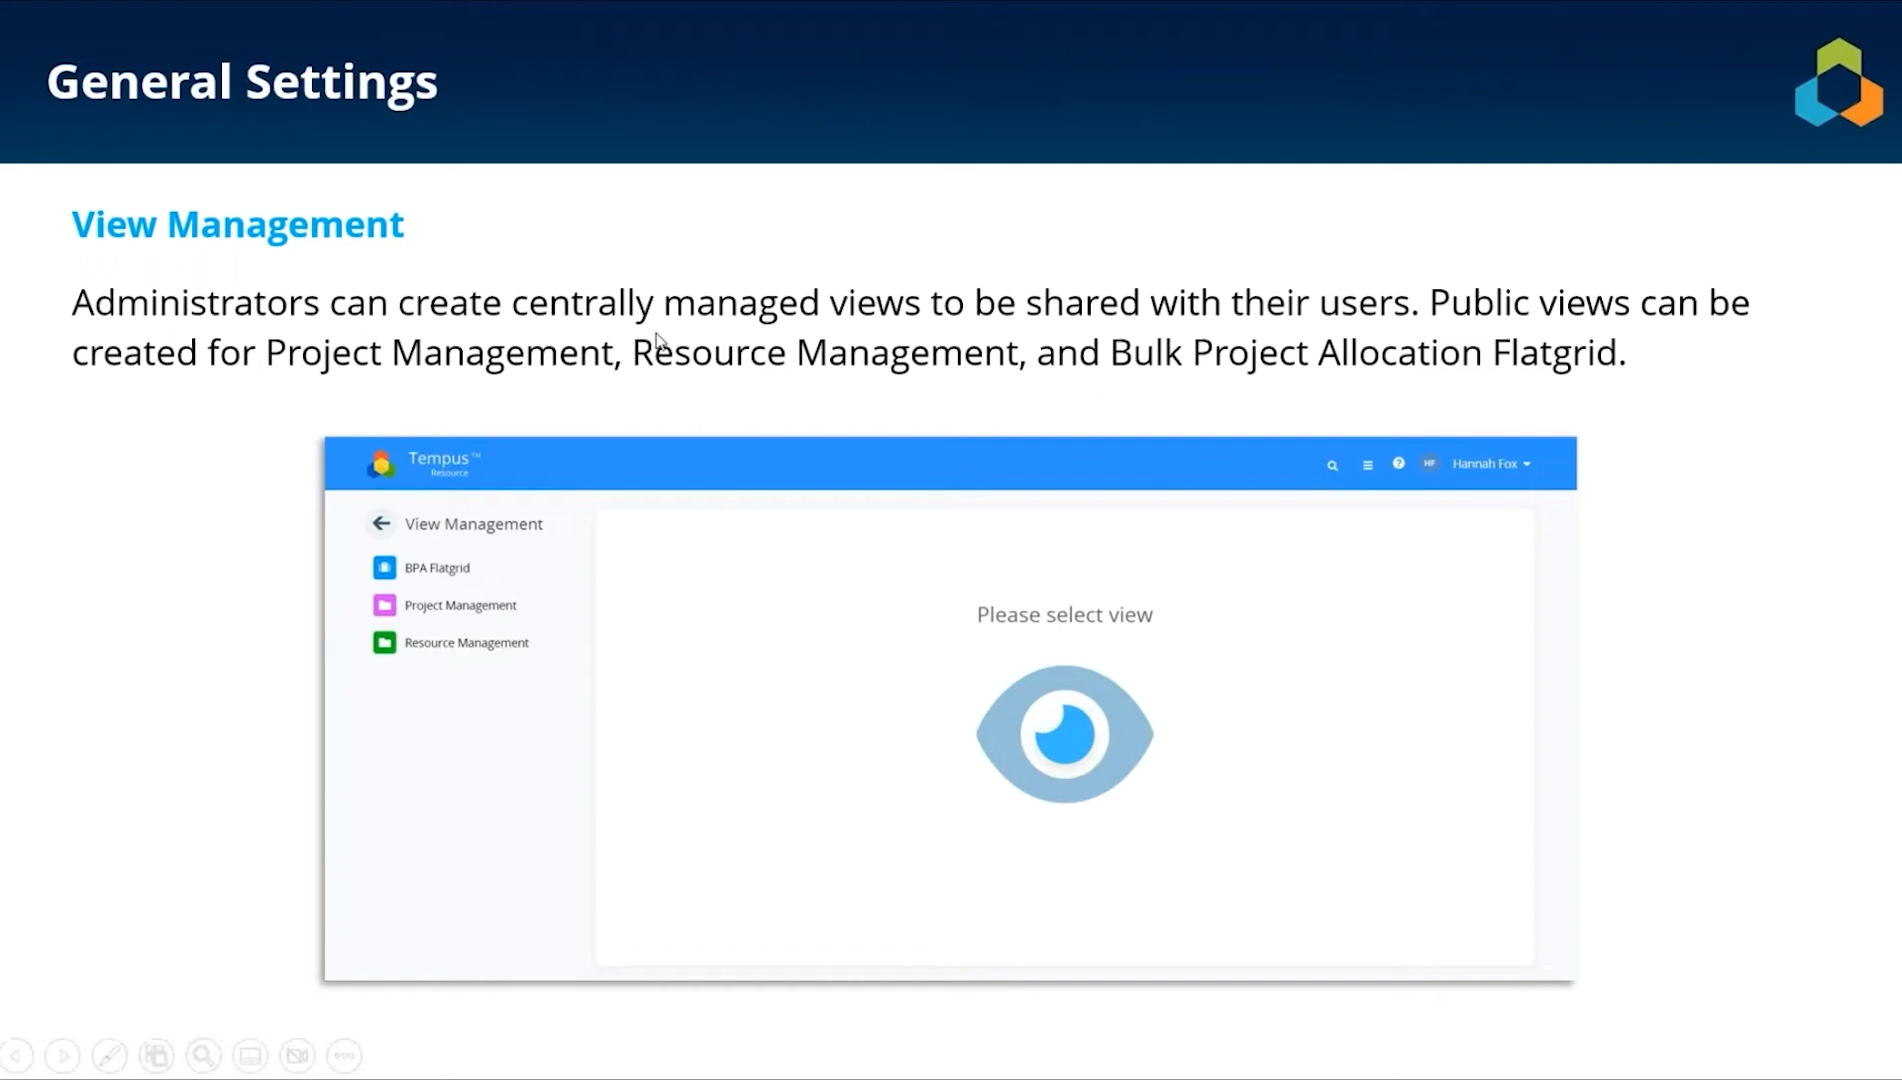 General Settings
View Management
Administrators can create centrally managed views to be shared with their users. Public views can be
created for Project Management, Resource Management, and Bulk Project Allocation Flatgrid.
Tempus™
Resource
HF
Hannah Fox
View Management
BPA Flatgrid
Project Management
Resource Management
Please select view